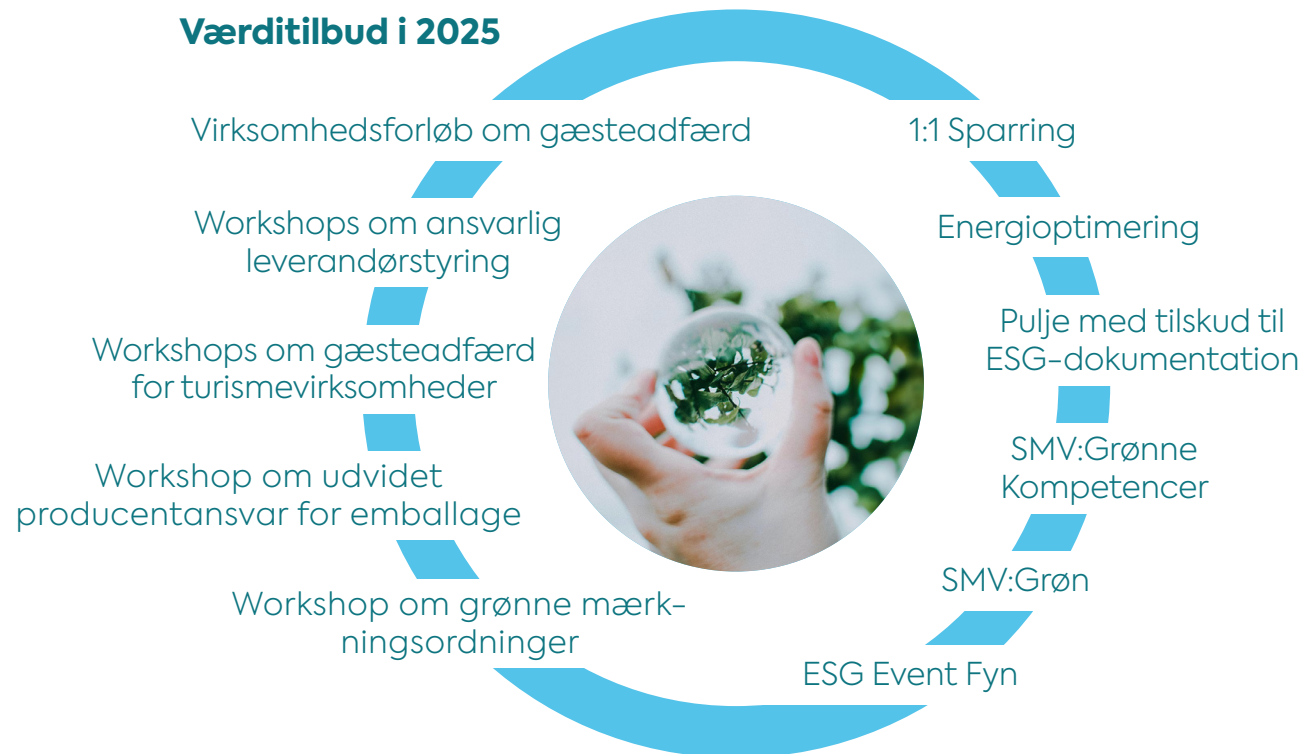 Værditilbud i 2025
Virksomhedsforløb om gæsteadfærd
Workshops om ansvarlig
leverandørstyring
Workshops om gæsteadfærd
for turismevirksomheder
Workshop om udvidet
producentansvar for emballage
Workshop om grønne mærk-
ningsordninger
1:1 Sparring
Energioptimering
Pulje med tilskud til
ESG-dokumentation
SMV:Grønne
Kompetencer
SMV:Grøn
ESG Event Fyn